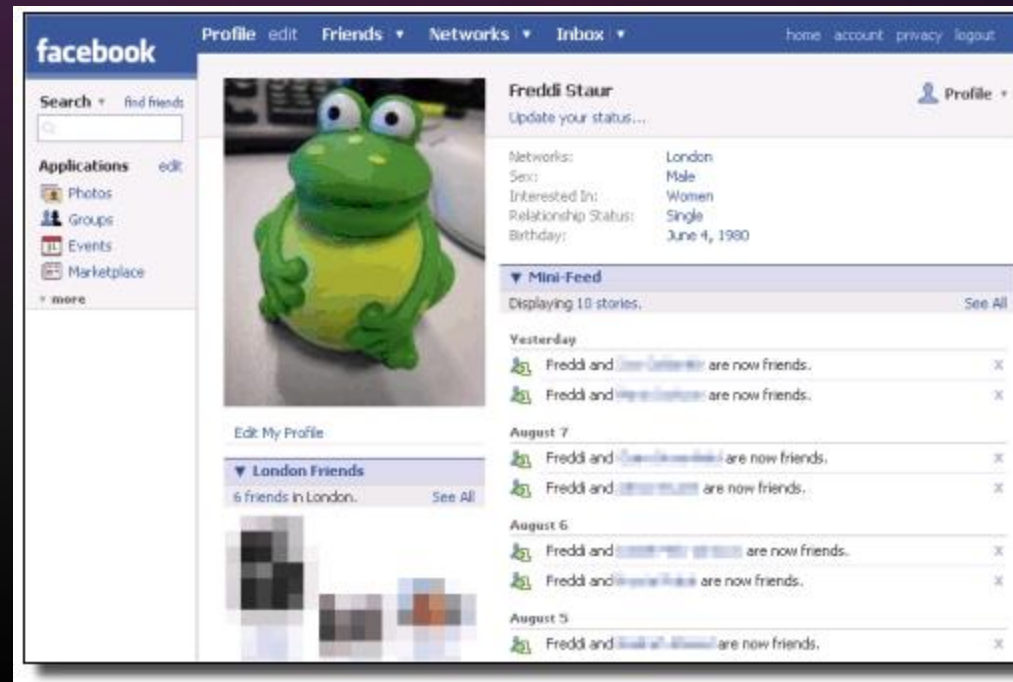 facebook
Profile edit Friends Networks Inbox home account privacy logout
Search find friends
Applications edit
Photos
Groups
Events
Marketplace
more
Edit My Profile
London Friends
6 friends in London. See All
Freddi Staur
Update your status...
Profile
Networks: London
Sex: Male
Interested In: Women
Relationship Status: Single
Birthday: June 4, 1980
Mini-Feed
Displaying 10 stories. See All
Yesterday
Freddi and are now friends. x
Freddi and are now friends. x
August 7
Freddi and are now friends. x
Freddi and are now friends. x
August 6
Freddi and are now friends. x
Freddi and are now friends. x
August 5
Freddi and are now friends. x